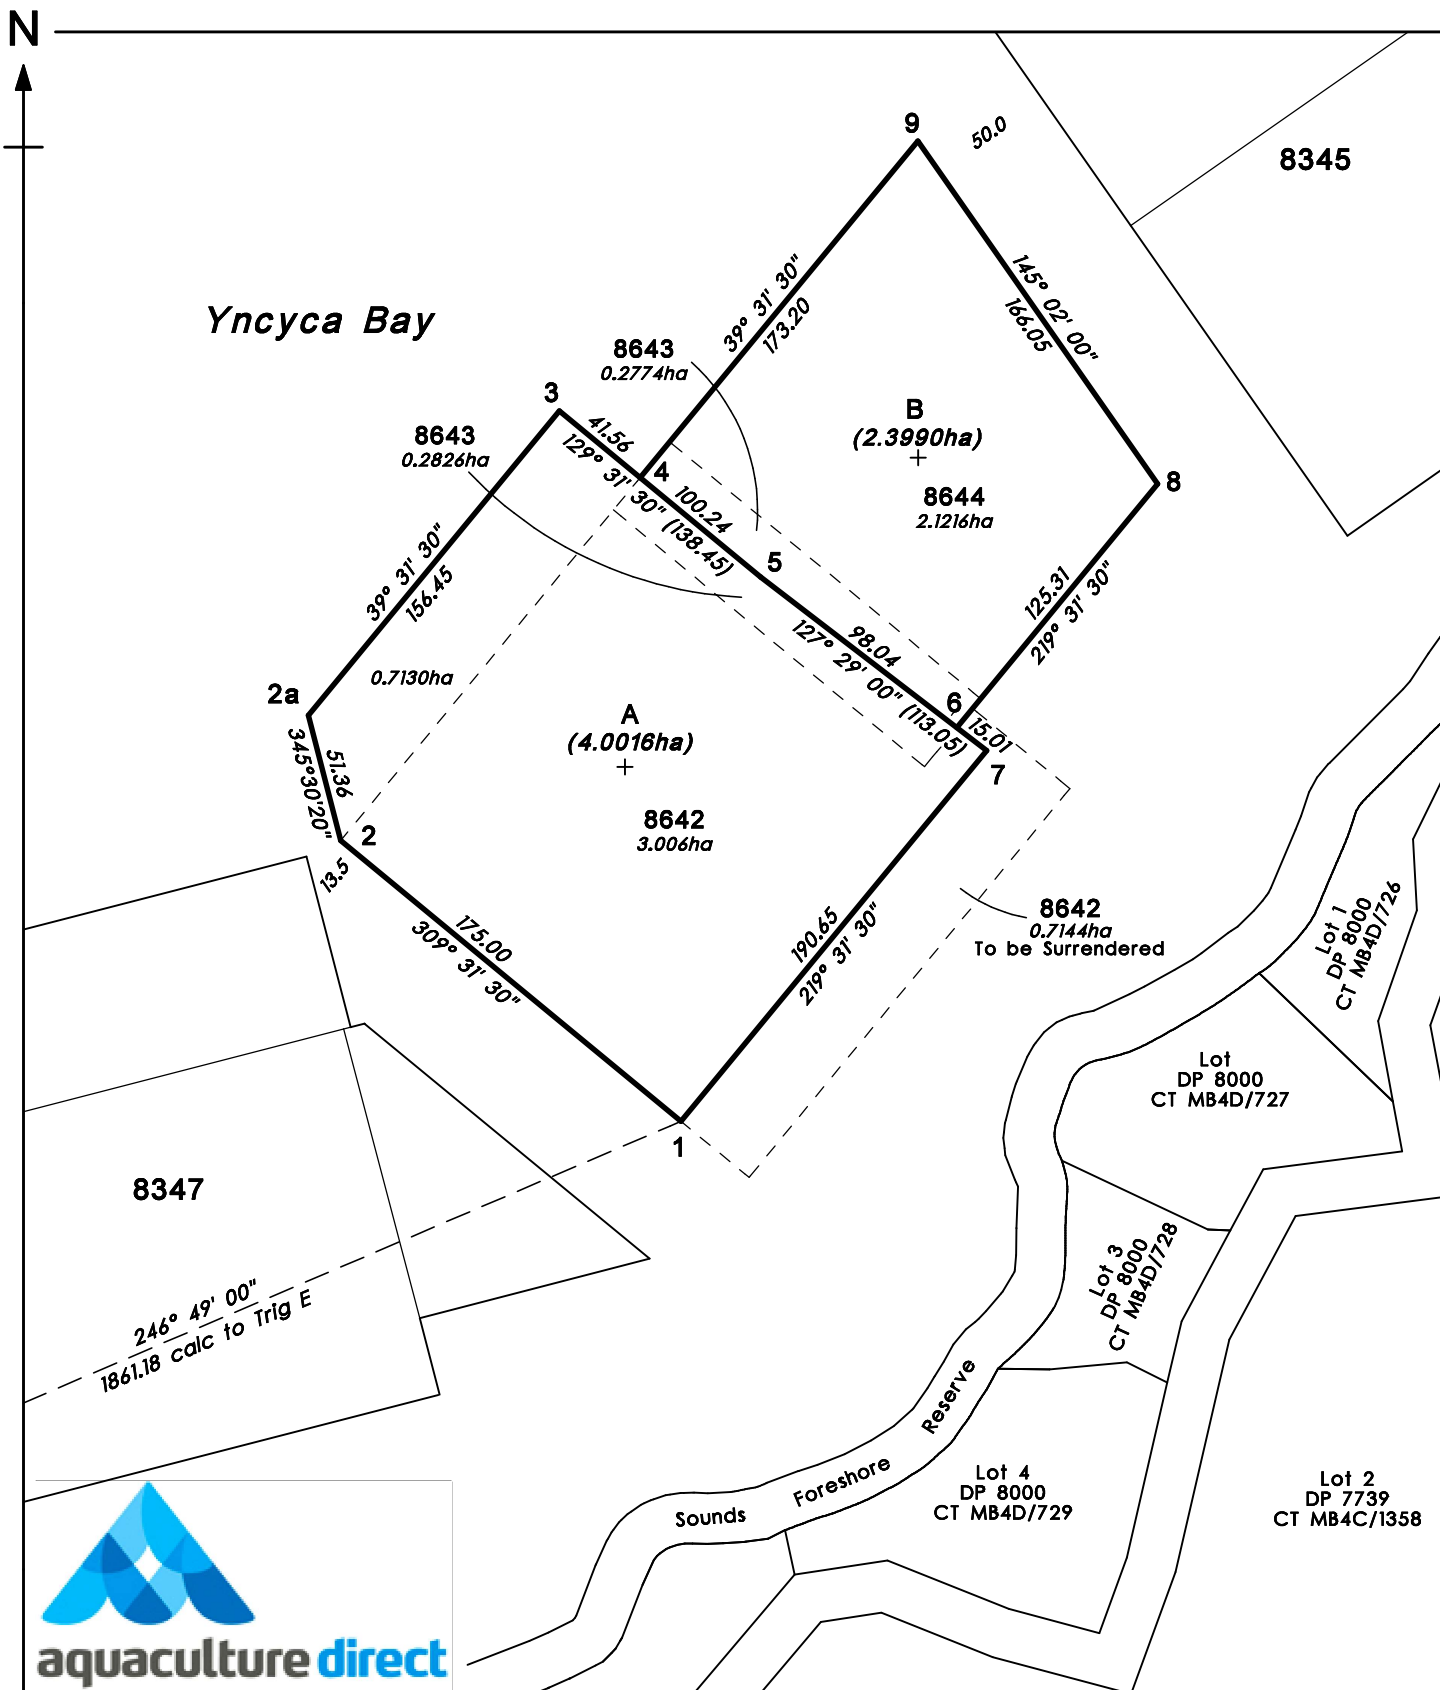 N
9
50.0
8345
39° 31' 30"
173.20
145° 02' 00"
166.05
Yncyca Bay
8643
0.2774ha
3
41.56
129° 31' 30" (138.45)
8643
0.2826ha
B
(2.3990ha)
4
8
100.24
8644
2.1216ha
5
39° 31' 30"
156.45
125.31
219° 31' 30"
98.04
127° 29' 00" (113.05)
0.7130ha
2a
6
15.01
A
(4.0016ha)
7
51.36
345°30'20"
2
8642
3.006ha
13.5
175.00
309° 31' 30"
190.65
219° 31' 30"
8642
0.7144ha
To be Surrendered
Lot 1
DP 8000
CT MB4D/726
Lot
DP 8000
CT MB4D/727
1
8347
Lot 3
DP 8000
CT MB4D/728
246° 49' 00"
1861.18 calc to Trig E
Sounds Foreshore Reserve
Lot 4
DP 8000
CT MB4D/729
Lot 2
DP 7739
CT MB4C/1358
aquaculture direct